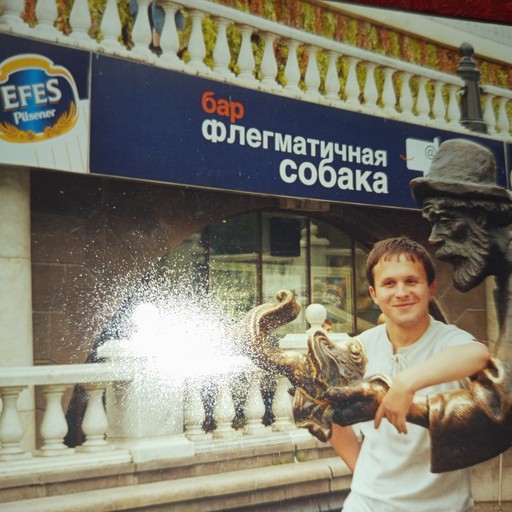 EFES
Pilsener
бар
флегматичная
собака
@